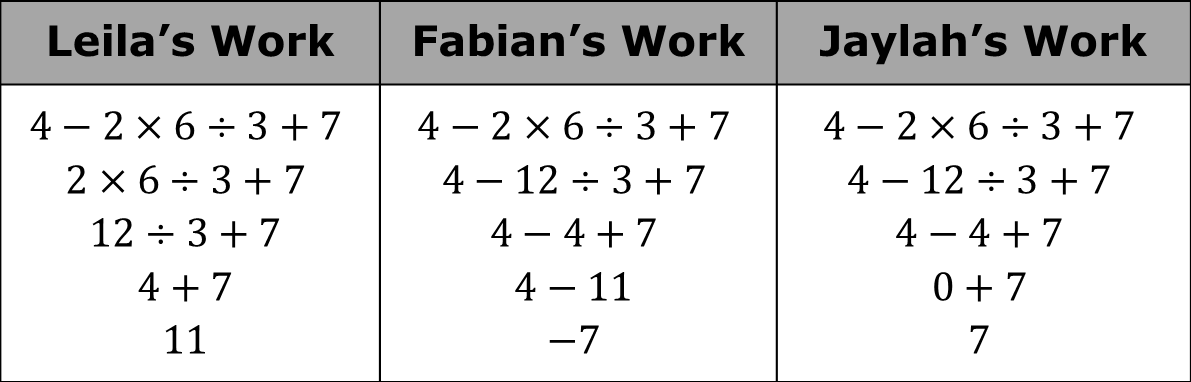 Leila’s Work
4 − 2 × 6 ÷ 3 + 7
2 × 6 ÷ 3 + 7
12 ÷ 3 + 7
4 + 7
11
Fabian’s Work
4 − 2 × 6 ÷ 3 + 7
4 − 12 ÷ 3 + 7
4 − 4 + 7
4 − 11
−7
Jaylah’s Work
4 − 2 × 6 ÷ 3 + 7
4 − 12 ÷ 3 + 7
4 − 4 + 7
0 + 7
7